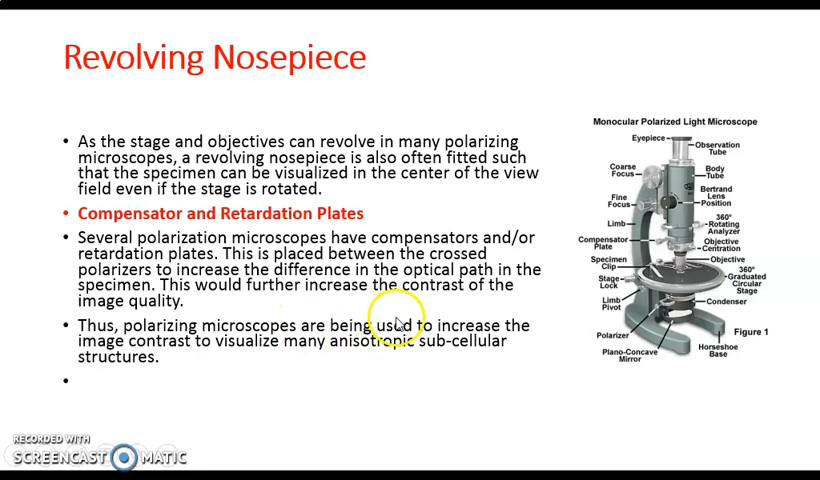 Revolving Nosepiece
• As the stage and objectives can revolve in many polarizing
microscopes, a revolving nosepiece is also often fitted such
that the specimen can be visualized in the center of the view
field even if the stage is rotated.
• Compensator and Retardation Plates
• Several polarization microscopes have compensators and/or
retardation plates. This is placed between the crossed
polarizers to increase the difference in the optical path in the
specimen. This would further increase the contrast of the
image quality.
• Thus, polarizing microscopes are being used to increase the
image contrast to visualize many anisotropic sub-cellular
structures.
•
Monocular Polarized Light Microscope
Eyepiece
Observation
Tube
Coarse
Focus
Body
Tube
Fine
Focus
Bertrand
Lens
Position
Limb
360°
Rotating
Analyzer
Compensator
Plate
Objective
Centration
Specimen
Clip
Objective
Stage
Lock
360°
Graduated
Circular
Stage
Limb
Pivot
Condenser
Polarizer
Figure 1
Plano-Concave
Mirror
Horseshoe
Base
RECORDED WITH
SCREENCAST MATIC